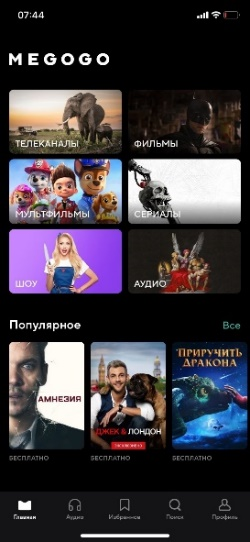 07:44
MEGOGO
ТЕЛЕКАНАЛЫ
ФИЛЬМЫ
МУЛЬТФИЛЬМЫ
СЕРИАЛЫ
ШОУ
АУДИО
Популярное
Все
АМНЕЗИЯ
ДЖЕК & ЛОНДОН
ПРИРУЧИТЬ
ДРАКОНА
БЕСПЛАТНО
БЕСПЛАТНО
БЕСПЛАТНО
Главная
Аудио
Избранное
Поиск
Профиль